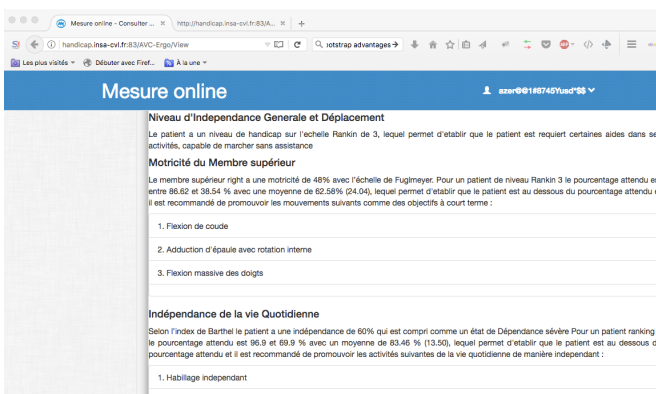 Mesure online - Consulter ... ×
http://handicap.insa-cvl.fr:83/A... ×
+
handicap.insa-cvl.fr:83/AVC-Ergo/View
otstrap advantages
Les plus visités
Débuter avec Firef...
À la une
Mesure online
azer@@1#8745Yusd*$$
Niveau d'Independance Generale et Déplacement
Le patient a un niveau de handicap sur l'echelle Rankin de 3, lequel permet d'etablir que le patient est requiert certaines aides dans se
activités, capable de marcher sans assistance
Motricité du Membre supérieur
Le membre supérieur right a une motricité de 48% avec l'échelle de Fuglmeyer. Pour un patient de niveau Rankin 3 le pourcentage attendu es
entre 86.62 et 38.54 % avec une moyenne de 62.58% (24.04), lequel permet d'etablir que le patient est au dessous du pourcentage attendu e
il est recommandé de promouvoir les mouvements suivants comme des objectifs à court terme :
1. Flexion de coude
2. Adduction d'épaule avec rotation interne
3. Flexion massive des doigts
Indépendance de la vie Quotidienne
Selon l'index de Barthel le patient a une indépendance de 60% qui est compri comme un état de Dépendance sévère Pour un patient ranking
le pourcentage attendu est 96.9 et 69.9 % avec un moyenne de 83.46 % (13.50), lequel permet d'etablir que le patient est au dessous d
pourcentage attendu et il est recommandé de promouvoir les activités suivantes de la vie quotidienne de manière independant :
1. Habillage independant